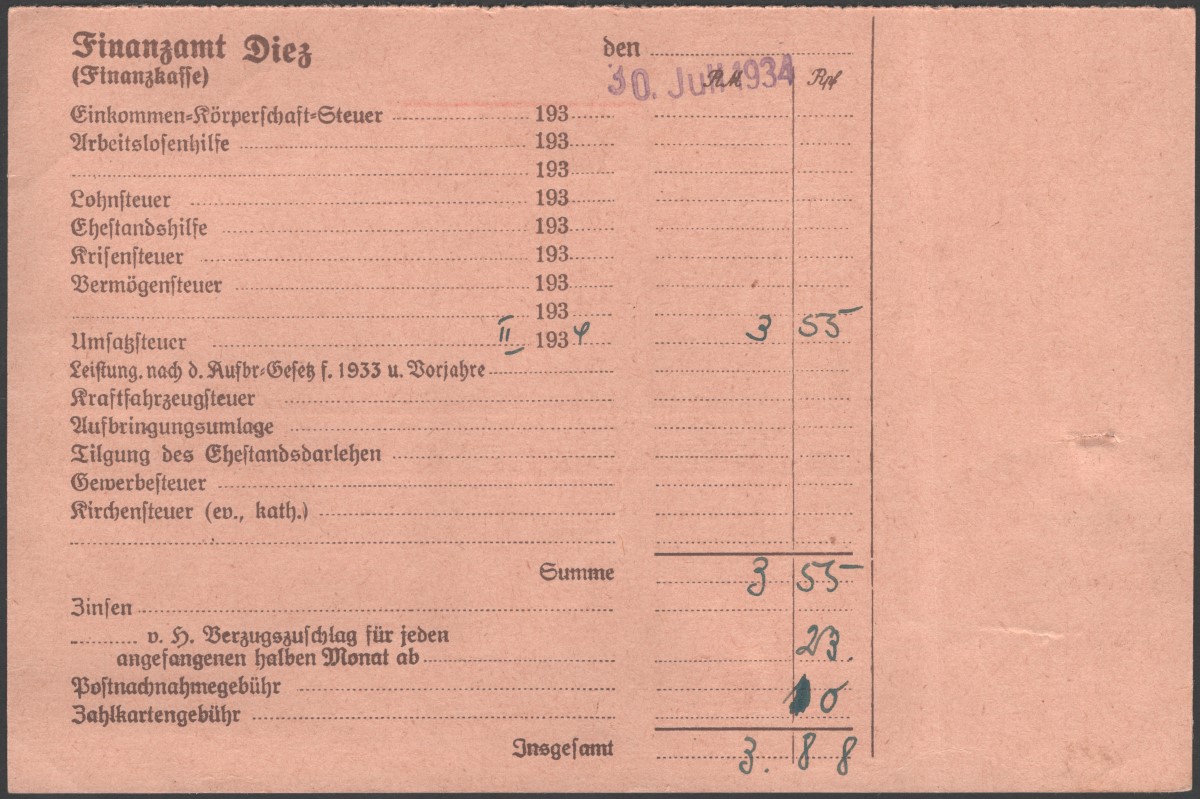 Finanzamt Diez
(Finanzkasse)
den
30. Juli 1934
RM Rpf
Einkommen-Körperschaft-Steuer 193
Arbeitslosenhilfe 193
193
Lohnsteuer 193
Ehestandshilfe 193
Krisensteuer 193
Vermögensteuer 193
193
Umsatzsteuer II 1934 3 55
Leistung. nach d. Aufbr-Gesetz f. 1933 u. Vorjahre
Kraftfahrzeugsteuer
Aufbringungsumlage
Tilgung des Ehestandsdarlehen
Gewerbesteuer
Kirchensteuer (ev., kath.)
Summe 3 55
Zinsen
v. H. Verzugszuschlag für jeden
angefangenen halben Monat ab 23.
Postnachnahmegebühr 10
Zahlkartengebühr
Insgesamt 3. 88